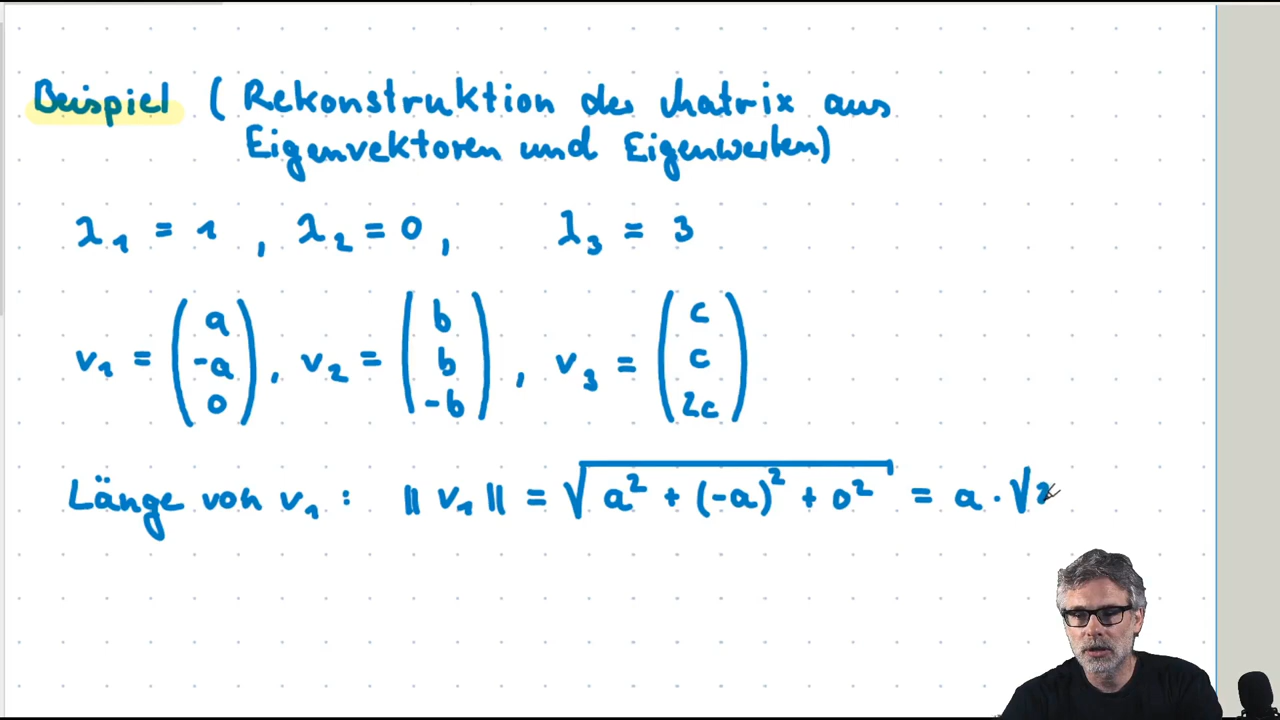 Beispiel (Rekonstruktion der Matrix aus
Eigenvektoren und Eigenwerten)
λ₁ = 1, λ₂ = 0, λ₃ = 3
v₁ = (a, -a, 0), v₂ = (b, b, -b), v₃ = (c, c, 2c)
Länge von v₁: ‖v₁‖ = √(a² + (-a)² + 0²) = a · √2